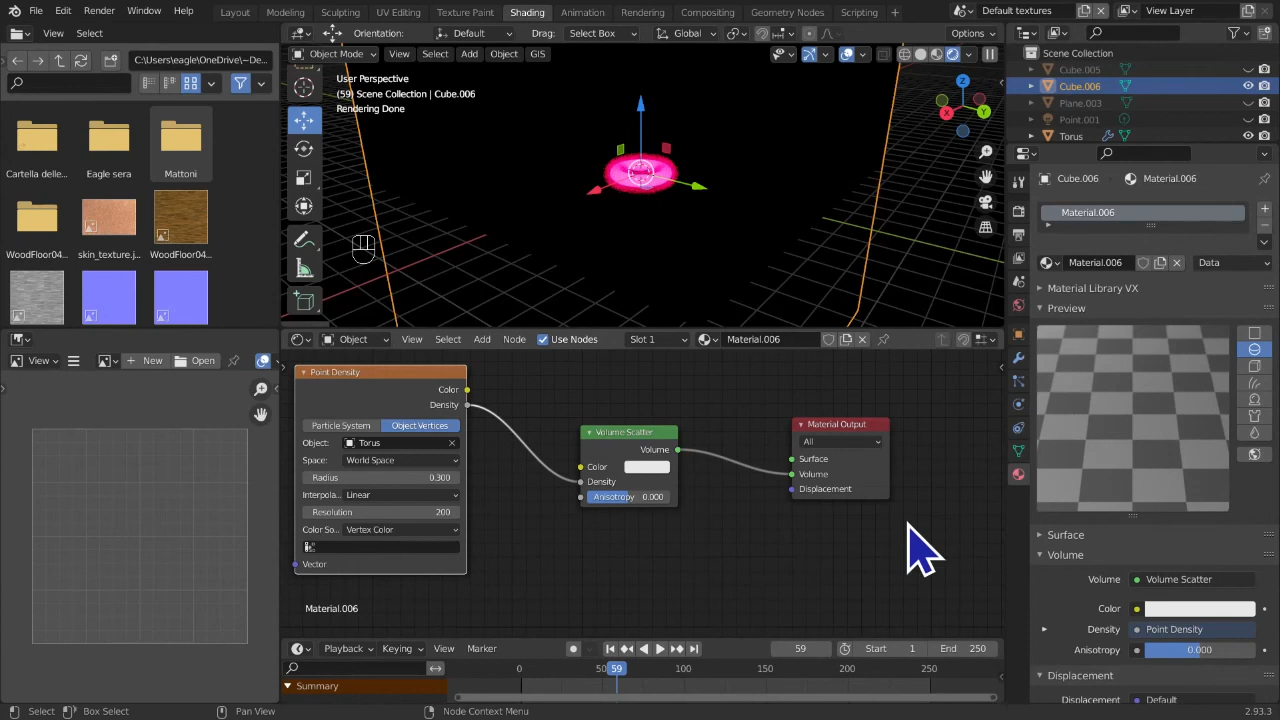 File Edit Render Window Help
Layout Modeling Sculpting UV Editing Texture Paint Shading Animation Rendering Compositing Geometry Nodes Scripting +
Default textures
View Layer
View Select
Orientation: Default Drag: Select Box Global Options
C:\Users\eagle\OneDrive\~De...
Object Mode View Select Add Object GIS
User Perspective
(59) Scene Collection | Cube.006
Rendering Done
Z
Y
X
Cartella delle...
Eagle sera
Mattoni
WoodFloor04...
skin_texture.j...
WoodFloor04...
Scene Collection
Cube.005
Cube.006
Plane.003
Point.001
Torus
Cube.006
Material.006
Material.006
Material.006
Data
Material Library VX
Preview
Surface
Volume
Volume Volume Scatter
Color
Density Point Density
Anisotropy 0.000
Displacement
Displacement Default
View
New
Open
Object View Select Add Node Use Nodes Slot 1 Material.006
Point Density
Color
Density
Particle System
Object Vertices
Object: Torus
Space: World Space
Radius 0.300
Interpola.. Linear
Resolution 200
Color So... Vertex Color
Vector
Volume Scatter
Volume
Color
Density
Anisotropy 0.000
Material Output
All
Surface
Volume
Displacement
Material.006
Playback Keying View Marker
59
Start 1
End 250
0 50 59 100 150 200 250
Summary
Select
Box Select
Pan View
Node Context Menu
2.93.3